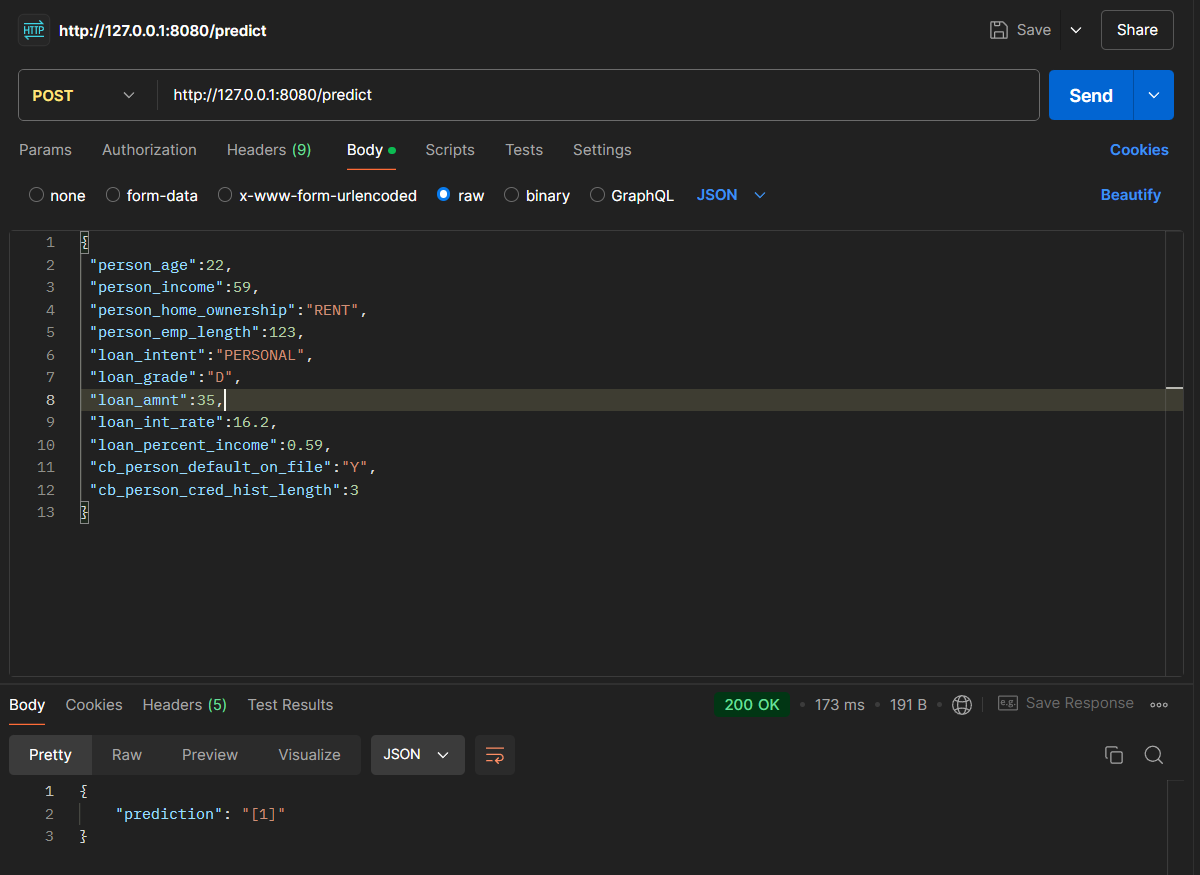 HTTP http://127.0.0.1:8080/predict Save Share
POST http://127.0.0.1:8080/predict Send
Params Authorization Headers (9) Body Scripts Tests Settings Cookies
none form-data x-www-form-urlencoded raw binary GraphQL JSON Beautify
1 {
2 "person_age":22,
3 "person_income":59,
4 "person_home_ownership":"RENT",
5 "person_emp_length":123,
6 "loan_intent":"PERSONAL",
7 "loan_grade":"D",
8 "loan_amnt":35,
9 "loan_int_rate":16.2,
10 "loan_percent_income":0.59,
11 "cb_person_default_on_file":"Y",
12 "cb_person_cred_hist_length":3
13 }
Body Cookies Headers (5) Test Results 200 OK • 173 ms • 191 B • e.g. Save Response
Pretty Raw Preview Visualize JSON
1 {
2 "prediction": "[1]"
3 }